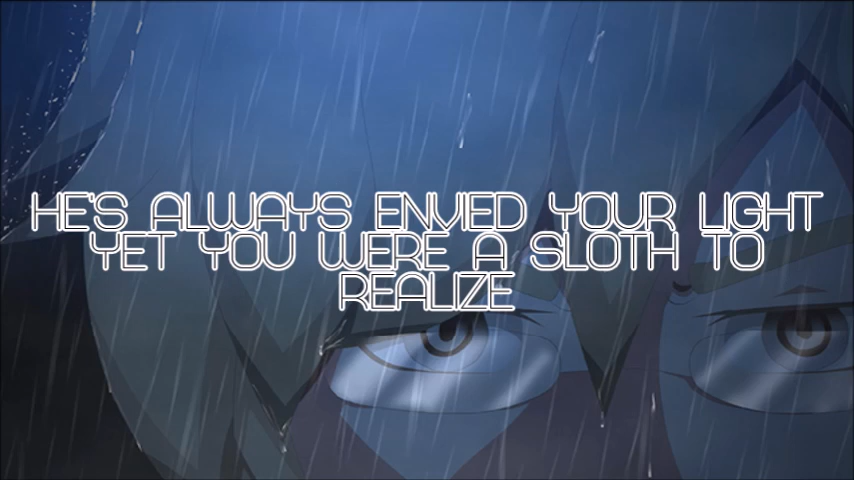 HE'S ALWAYS ENVIED YOUR LIGHT
YET YOU WERE A SLOTH TO
REALIZE